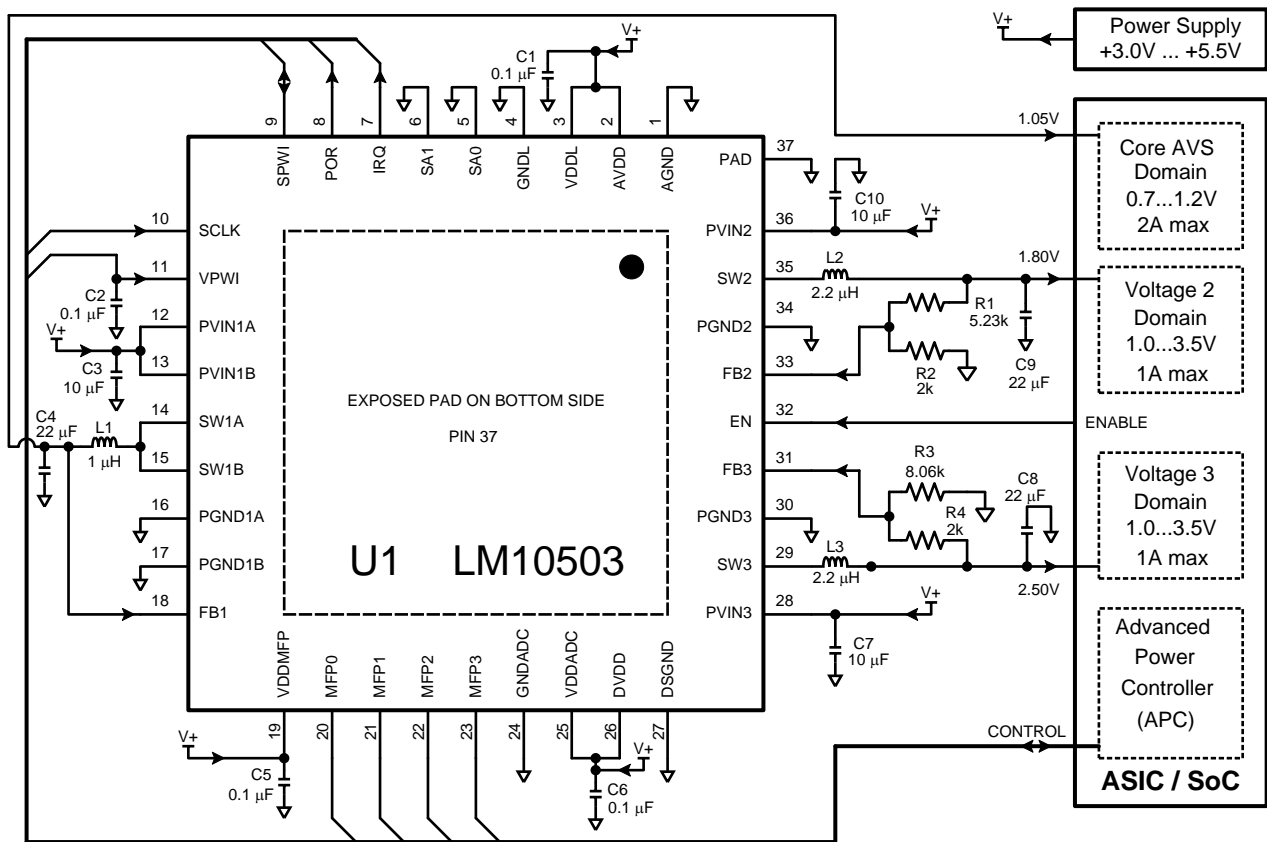 V+
Power Supply
+3.0V ... +5.5V
V+
C1
0.1 μF
9
8
7
6
5
4
3
2
1
SPWI
POR
IRQ
SA1
SA0
GNDL
VDDL
AVDD
AGND
37
PAD
1.05V
Core AVS
Domain
0.7...1.2V
2A max
C10
10 μF
V+
36
PVIN2
10
SCLK
11
VPWI
C2
0.1 μF
12
PVIN1A
V+
C3
10 μF
13
PVIN1B
35
SW2
L2
2.2 μH
1.80V
34
PGND2
R1
5.23k
33
FB2
R2
2k
C9
22 μF
Voltage 2
Domain
1.0...3.5V
1A max
EXPOSED PAD ON BOTTOM SIDE
PIN 37
C4
22 μF
L1
1 μH
14
SW1A
15
SW1B
32
EN
ENABLE
31
FB3
R3
8.06k
R4
2k
C8
22 μF
Voltage 3
Domain
1.0...3.5V
1A max
16
PGND1A
17
PGND1B
18
FB1
30
PGND3
29
SW3
L3
2.2 μH
2.50V
U1 LM10503
28
PVIN3
V+
C7
10 μF
VDDMFP
MFP0
MFP1
MFP2
MFP3
GNDADC
VDDADC
DVDD
DSGND
19
20
21
22
23
24
25
26
27
V+
C5
0.1 μF
V+
C6
0.1 μF
Advanced
Power
Controller
(APC)
CONTROL
ASIC / SoC